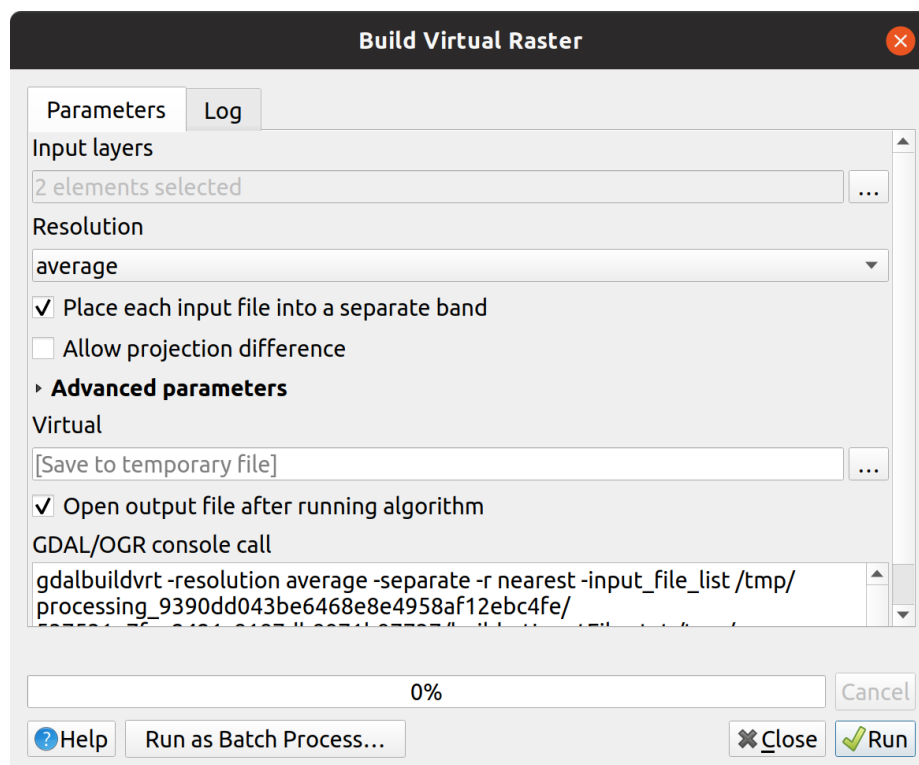 Build Virtual Raster
Parameters
Log
Input layers
2 elements selected
...
Resolution
average
Place each input file into a separate band
Allow projection difference
Advanced parameters
Virtual
[Save to temporary file]
...
Open output file after running algorithm
GDAL/OGR console call
gdalbuildvrt -resolution average -separate -r nearest -input_file_list /tmp/
processing_9390dd043be6468e8e4958af12ebc4fe/
0%
Cancel
Help
Run as Batch Process...
Close
Run